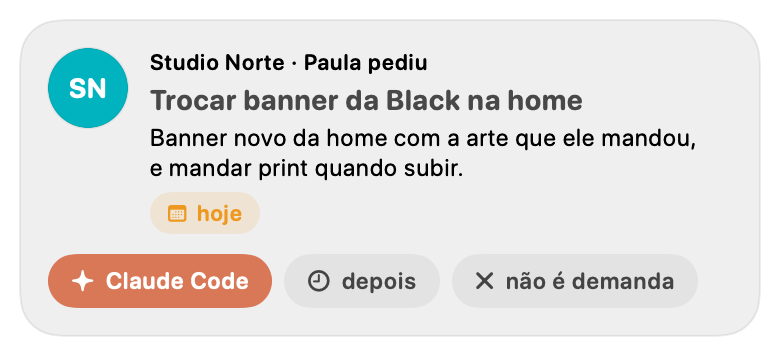 SN
Studio Norte · Paula pediu
Trocar banner da Black na home
Banner novo da home com a arte que ele mandou,
e mandar print quando subir.
hoje
Claude Code
depois
não é demanda